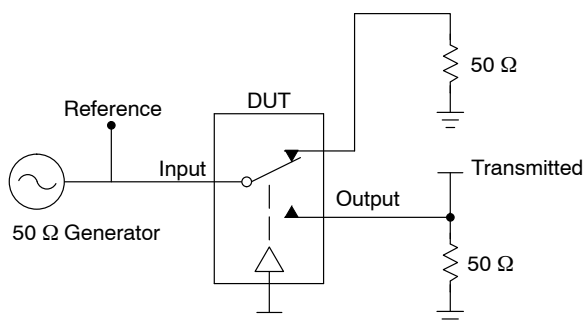 50 Ω
DUT
Reference
Input
Transmitted
Output
50 Ω Generator
50 Ω